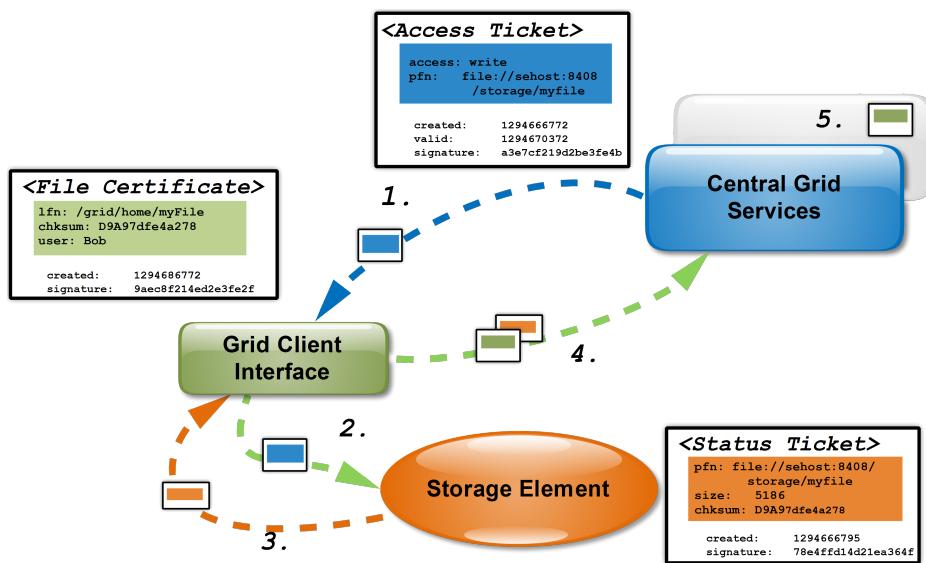 <Access Ticket>
access: write
pfn: file://sehost:8408
/storage/myfile
created: 1294666772
valid: 1294670372
signature: a3e7cf219d2be3fe4b
5.
Central Grid
Services
<File Certificate>
lfn: /grid/home/myFile
chksum: D9A97dfe4a278
user: Bob
created: 1294686772
signature: 9aec8f214ed2e3fe2f
1.
Grid Client
Interface
4.
2.
Storage Element
3.
<Status Ticket>
pfn: file://sehost:8408/
storage/myfile
size: 5186
chksum: D9A97dfe4a278
created: 1294666795
signature: 78e4ffd14d21ea364f